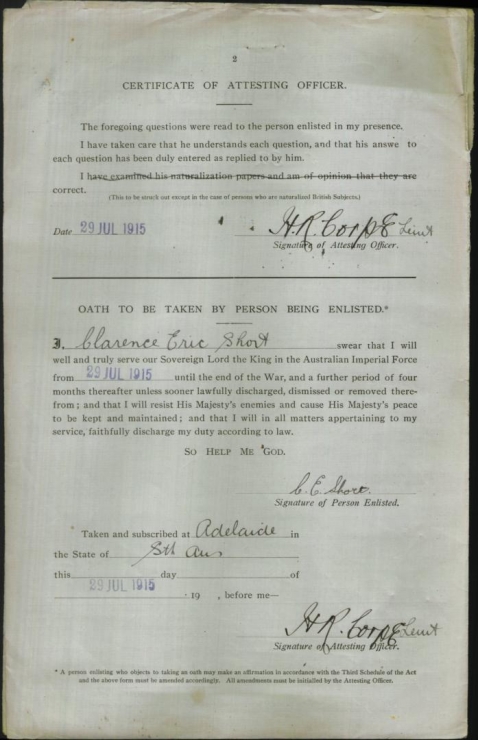 2
CERTIFICATE OF ATTESTING OFFICER.
The foregoing questions were read to the person enlisted in my presence.
I have taken care that he understands each question, and that his answe to
each question has been duly entered as replied to by him.
I have examined his naturalization papers and am of opinion that they are
correct.
(This to be struck out except in the case of persons who are naturalized British Subjects.)
Date 29 JUL 1915 H.R. Corpe Lieut
Signature of Attesting Officer.
OATH TO BE TAKEN BY PERSON BEING ENLISTED.*
I, Clarence Eric Short swear that I will
well and truly serve our Sovereign Lord the King in the Australian Imperial Force
from 29 JUL 1915 until the end of the War, and a further period of four
months thereafter unless sooner lawfully discharged, dismissed or removed there-
from; and that I will resist His Majesty's enemies and cause His Majesty's peace
to be kept and maintained; and that I will in all matters appertaining to my
service, faithfully discharge my duty according to law.
SO HELP ME GOD.
C. E. Short.
Signature of Person Enlisted.
Taken and subscribed at Adelaide in
the State of Sth Aus
this day of
29 JUL 1915 19 , before me—
H.R. Corpe Lieut
Signature of Attesting Officer.
* A person enlisting who objects to taking an oath may make an affirmation in accordance with the Third Schedule of the Act
and the above form must be amended accordingly. All amendments must be initialled by the Attesting Officer.